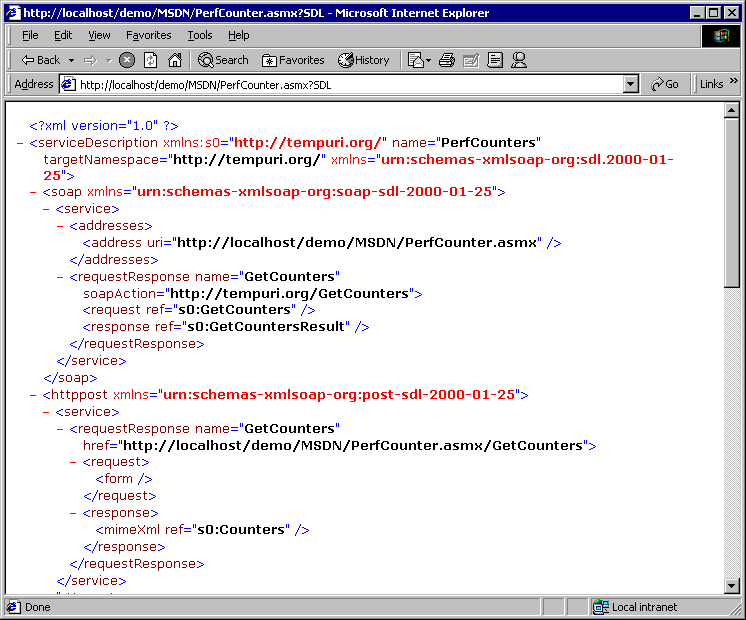 http://localhost/demo/MSDN/PerfCounter.asmx?SDL - Microsoft Internet Explorer
File Edit View Favorites Tools Help
Back Search Favorites History
Address http://localhost/demo/MSDN/PerfCounter.asmx?SDL Go Links »
<?xml version="1.0" ?>
- <serviceDescription xmlns:s0="http://tempuri.org/" name="PerfCounters"
targetNamespace="http://tempuri.org/" xmlns="urn:schemas-xmlsoap-org:sdl.2000-01-
25">
- <soap xmlns="urn:schemas-xmlsoap-org:soap-sdl-2000-01-25">
- <service>
- <addresses>
<address uri="http://localhost/demo/MSDN/PerfCounter.asmx" />
</addresses>
- <requestResponse name="GetCounters"
soapAction="http://tempuri.org/GetCounters">
<request ref="s0:GetCounters" />
<response ref="s0:GetCountersResult" />
</requestResponse>
</service>
</soap>
- <httppost xmlns="urn:schemas-xmlsoap-org:post-sdl-2000-01-25">
- <service>
- <requestResponse name="GetCounters"
href="http://localhost/demo/MSDN/PerfCounter.asmx/GetCounters">
- <request>
<form />
</request>
- <response>
<mimeXml ref="s0:Counters" />
</response>
</requestResponse>
</service>
Done Local intranet